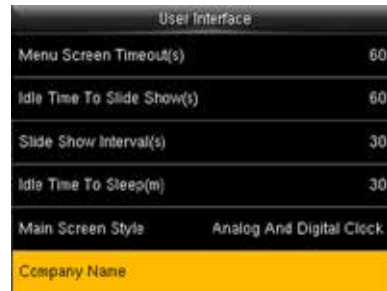 User Interface
Menu Screen Timeout(s) 60
Idle Time To Slide Show(s) 60
Slide Show Interval(s) 30
Idle Time To Sleep(m) 30
Main Screen Style Analog And Digital Clock
Company Name